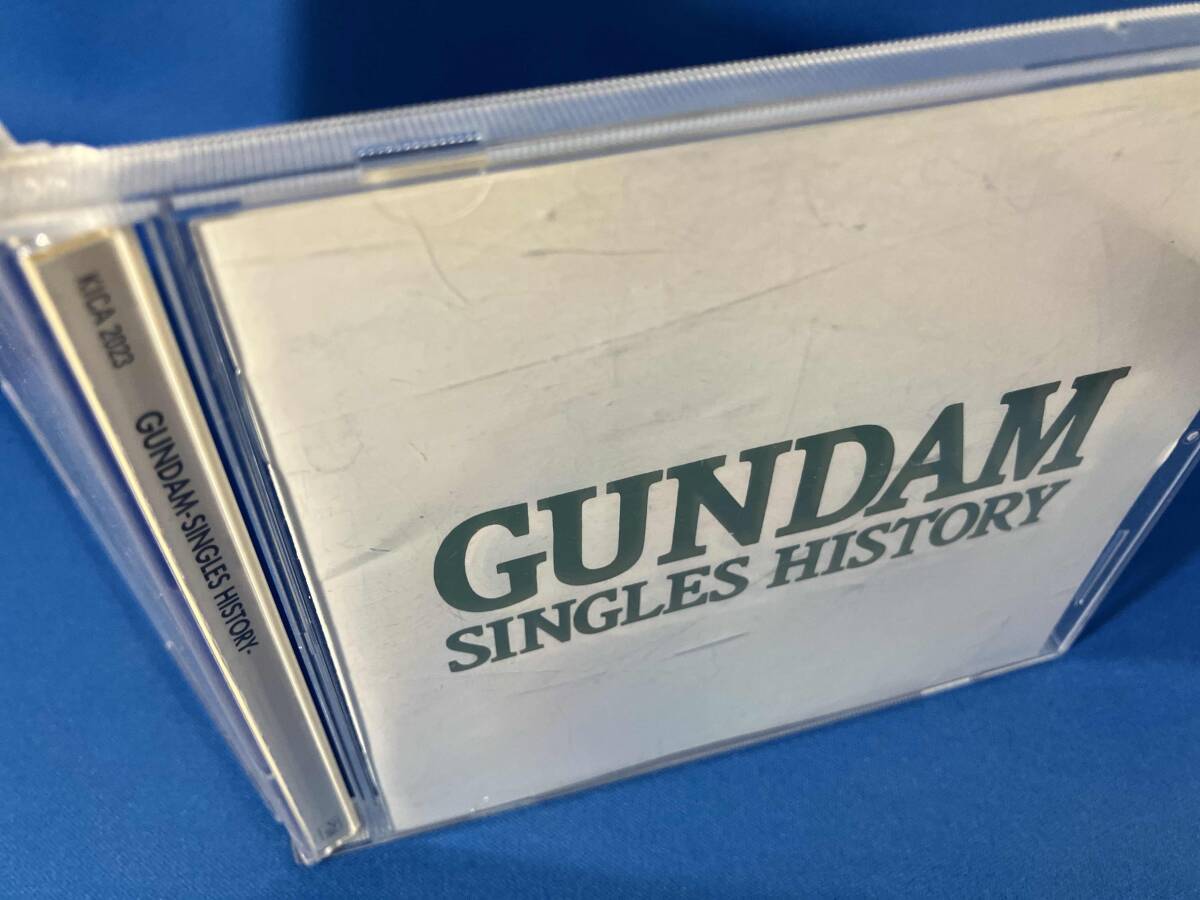 KICA 2023
GUNDAM-SINGLES HISTORY-
GUNDAM
SINGLES HISTORY